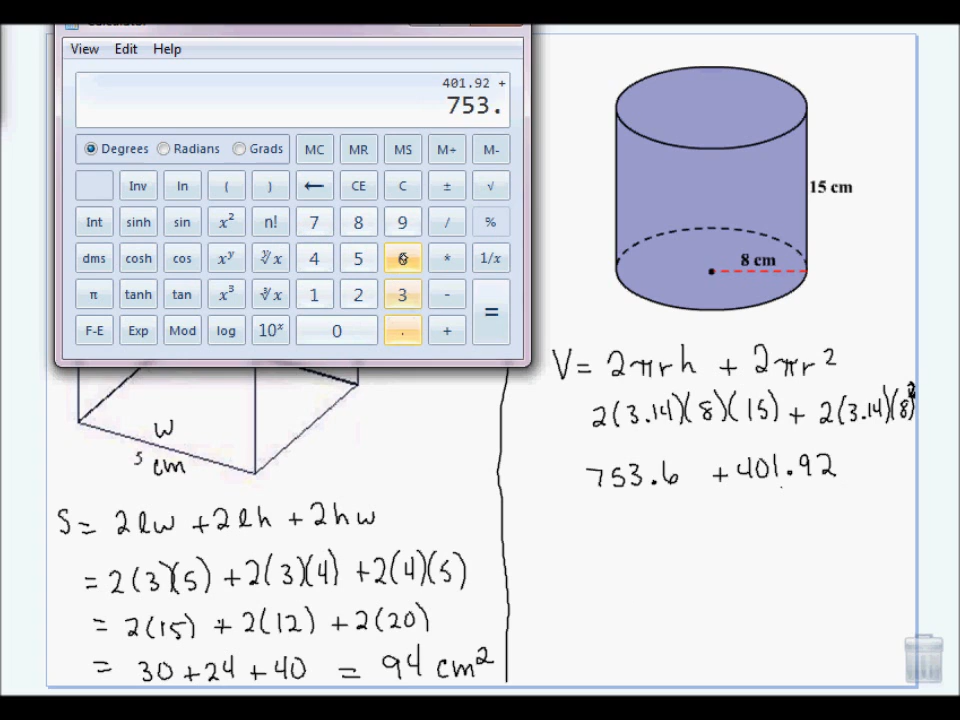 View Edit Help
401.92 +
753.
Degrees Radians Grads MC MR MS M+ M-
Inv ln ( ) ← CE C ± √
Int sinh sin x² n! 7 8 9 / %
dms cosh cos xʸ ʸ√x 4 5 6 * 1/x
π tanh tan x³ ³√x 1 2 3 -
=
F-E Exp Mod log 10ˣ 0 . +
15 cm
8 cm
W
5 cm
S = 2lw + 2lh + 2hw
= 2(3)(5) + 2(3)(4) + 2(4)(5)
= 2(15) + 2(12) + 2(20)
= 30 + 24 + 40 = 94 cm²
V = 2πrh + 2πr²
2(3.14)(8)(15) + 2(3.14)(8)²
753.6 + 401.92